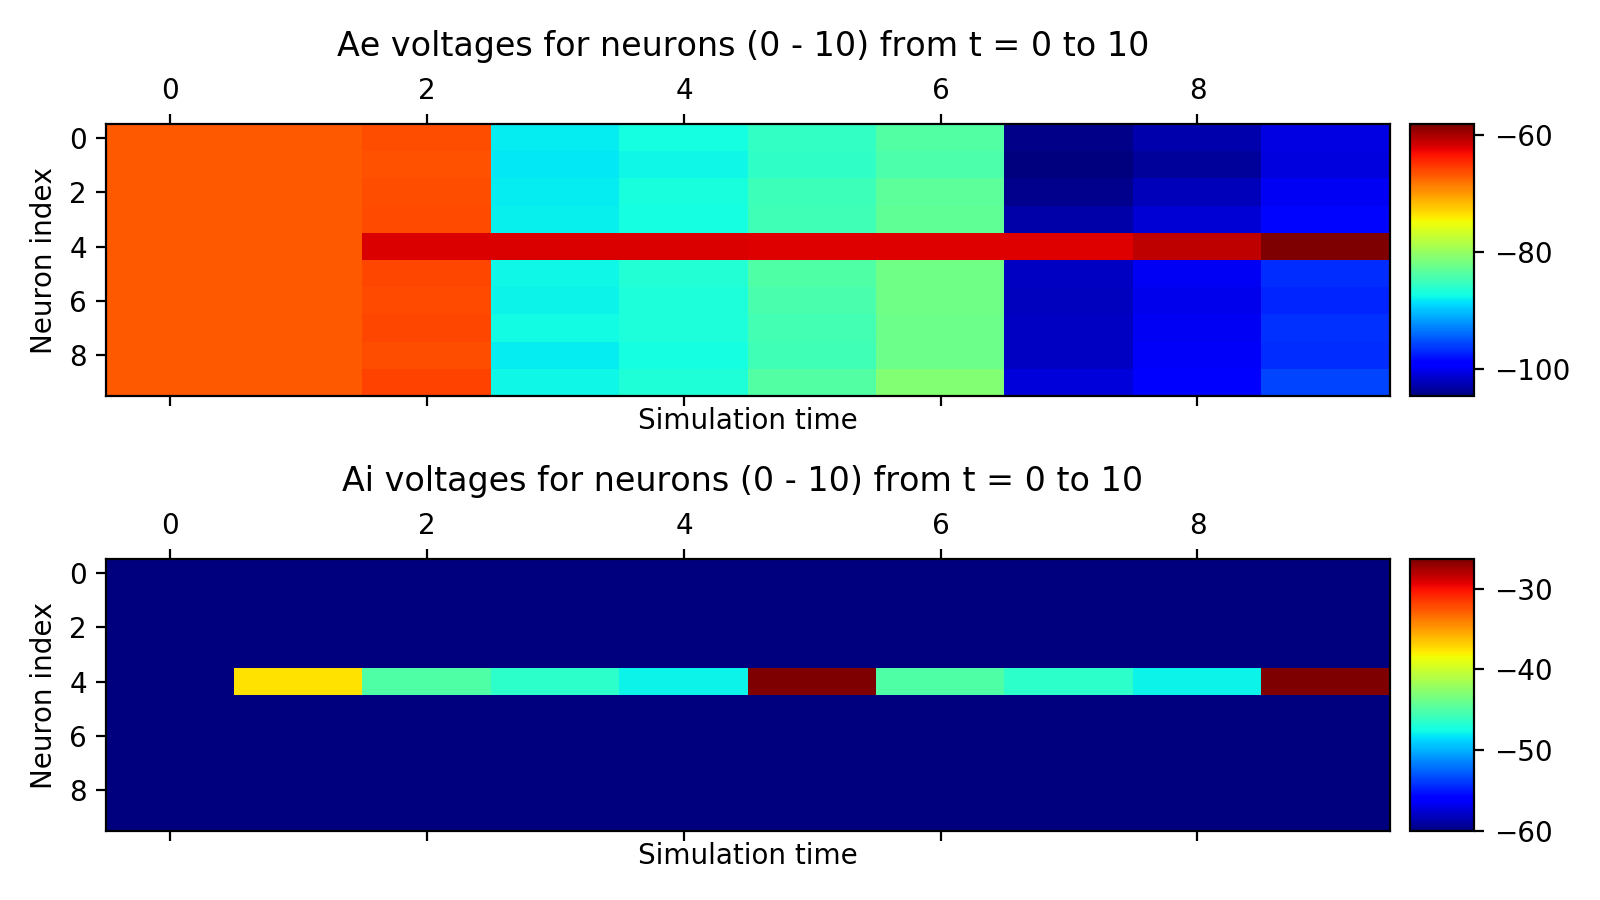 Ae voltages for neurons (0 - 10) from t = 0 to 10
0 2 4 6 8
Neuron index
0
2
4
6
8
−60
−80
−100
Simulation time
Ai voltages for neurons (0 - 10) from t = 0 to 10
0 2 4 6 8
Neuron index
0
2
4
6
8
−30
−40
−50
−60
Simulation time